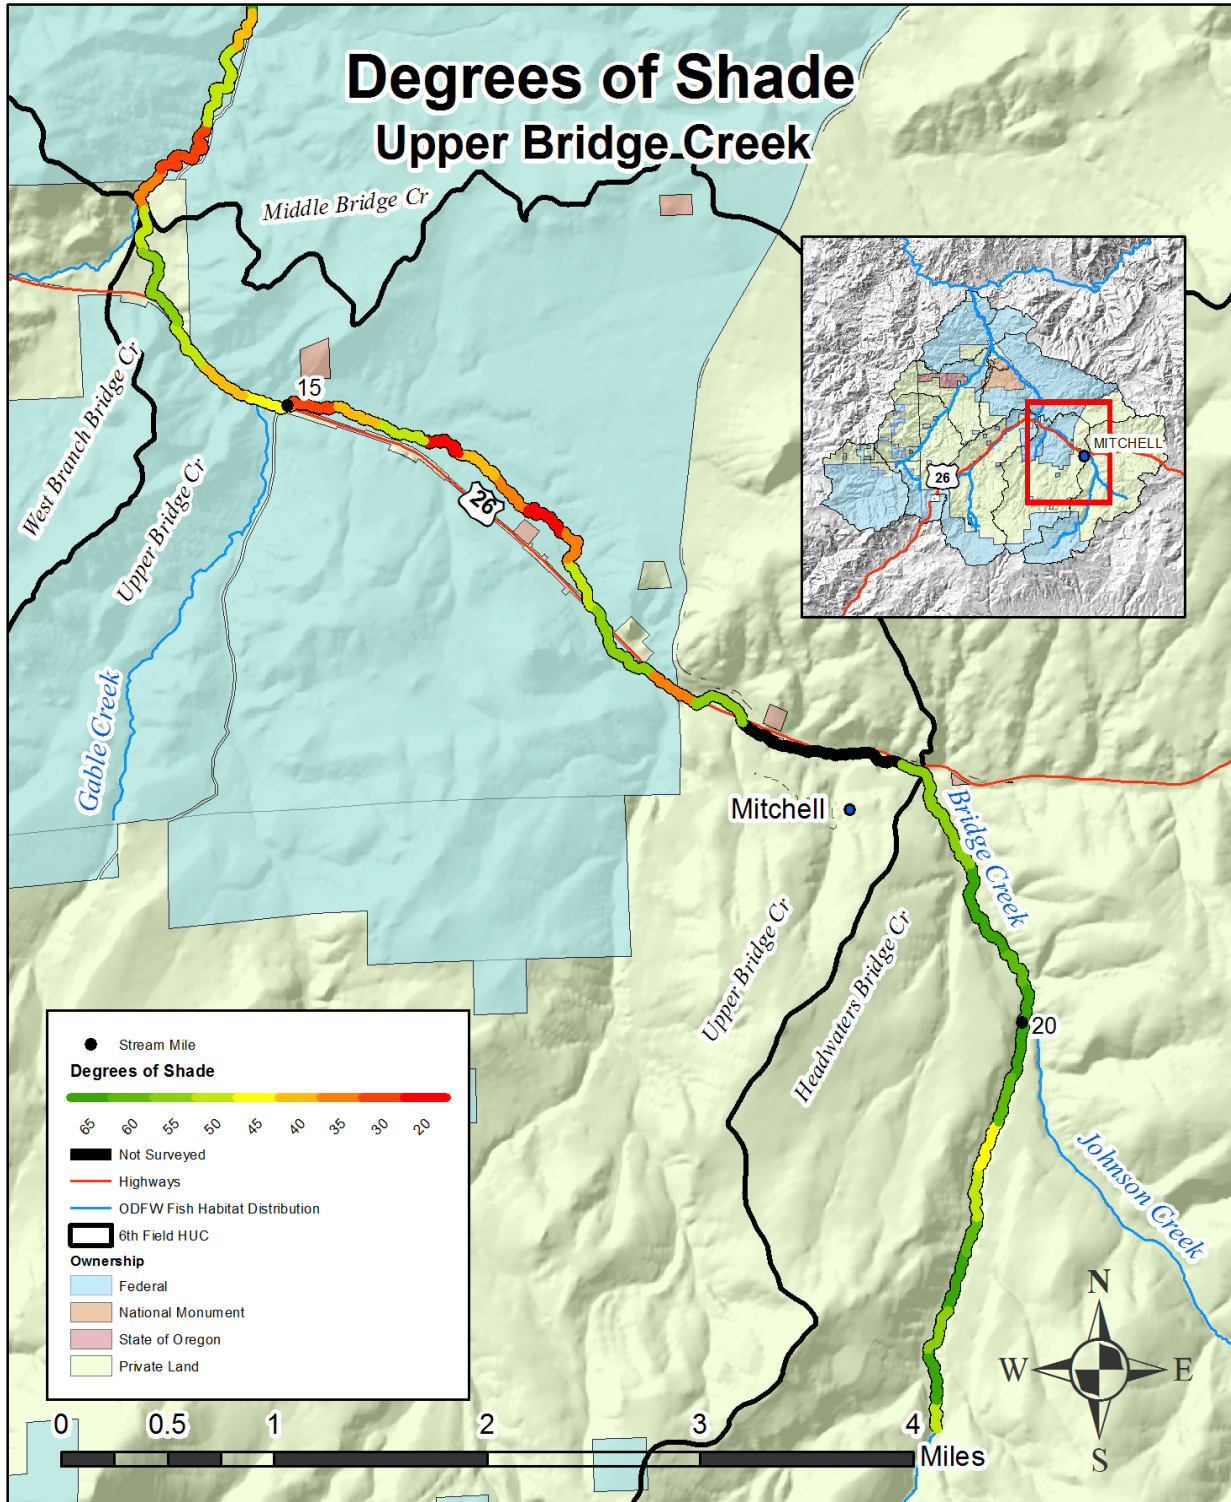 Degrees of Shade
Upper Bridge Creek
Middle Bridge Cr
West Branch Bridge Cr
Upper Bridge Cr
Gable Creek
15
26
MITCHELL
26
Mitchell
Bridge Creek
Upper Bridge Cr
Headwaters Bridge Cr
20
Johnson Creek
Stream Mile
Degrees of Shade
65 60 55 50 45 40 35 30 20
Not Surveyed
Highways
ODFW Fish Habitat Distribution
6th Field HUC
Ownership
Federal
National Monument
State of Oregon
Private Land
N
W E
S
0 0.5 1 2 3 4
Miles